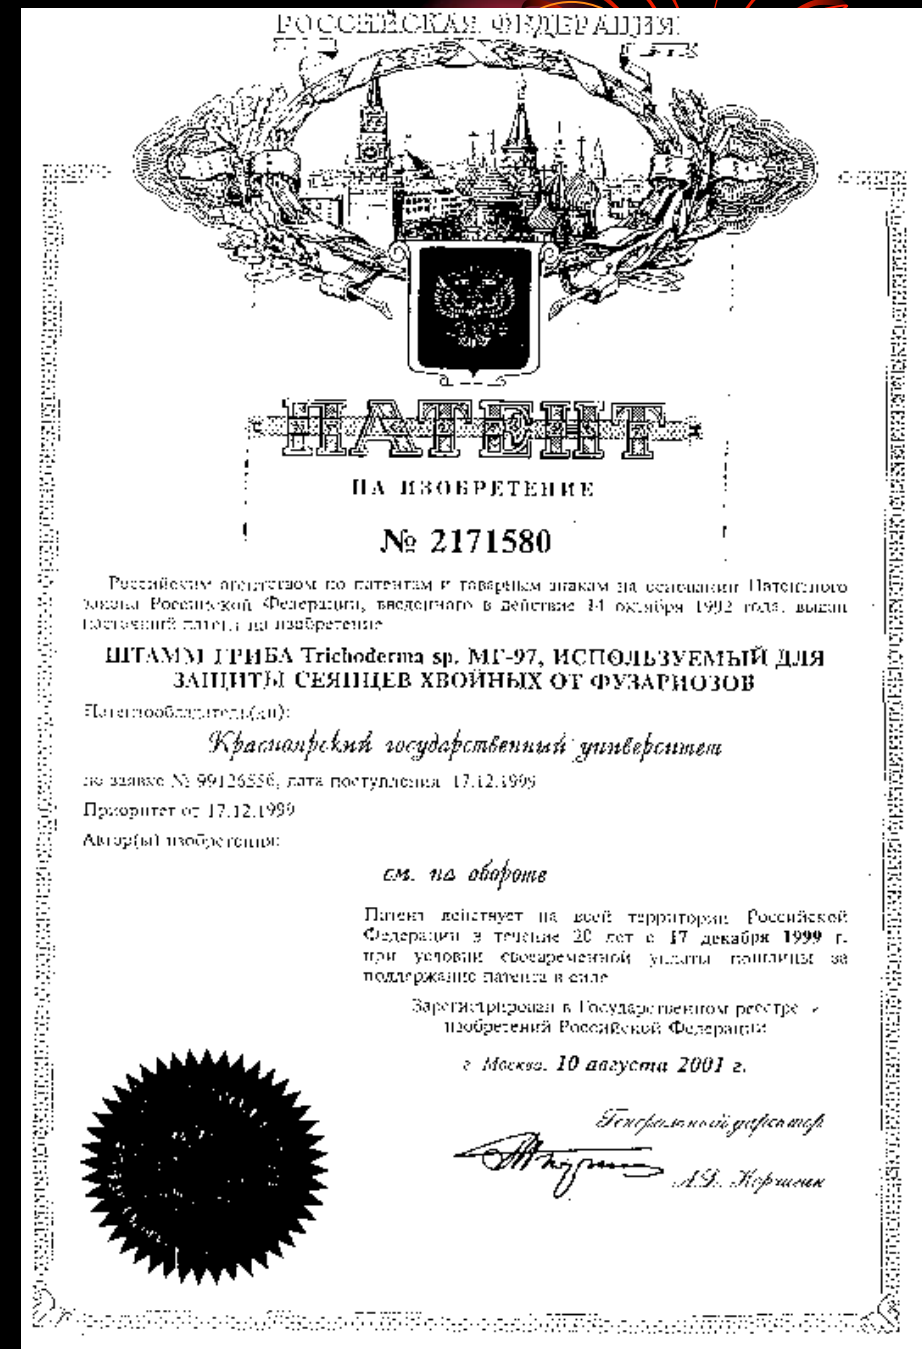 РОССИЙСКАЯ ФЕДЕРАЦИЯ
ПАТЕНТ
НА ИЗОБРЕТЕНИЕ
№ 2171580
Российским агентством по патентам и товарным знакам на основании Патентного
закона Российской Федерации, введенного в действие 14 октября 1992 года, выдан
настоящий патент на изобретение
ШТАММ ГРИБА Trichoderma sp. МГ-97, ИСПОЛЬЗУЕМЫЙ ДЛЯ
ЗАЩИТЫ СЕЯНЦЕВ ХВОЙНЫХ ОТ ФУЗАРИОЗОВ
Патентообладатель(ли):
Красноярский государственный университет
по заявке № 99126556, дата поступления: 17.12.1999
Приоритет от 17.12.1999
Автор(ы) изобретения:
см. на обороте
Патент действует на всей территории Российской
Федерации в течение 20 лет с 17 декабря 1999 г.
при условии своевременной уплаты пошлины за
поддержание патента в силе
Зарегистрирован в Государственном реестре
изобретений Российской Федерации
г. Москва, 10 августа 2001 г.
Генеральный директор
А.Д. Корчагин